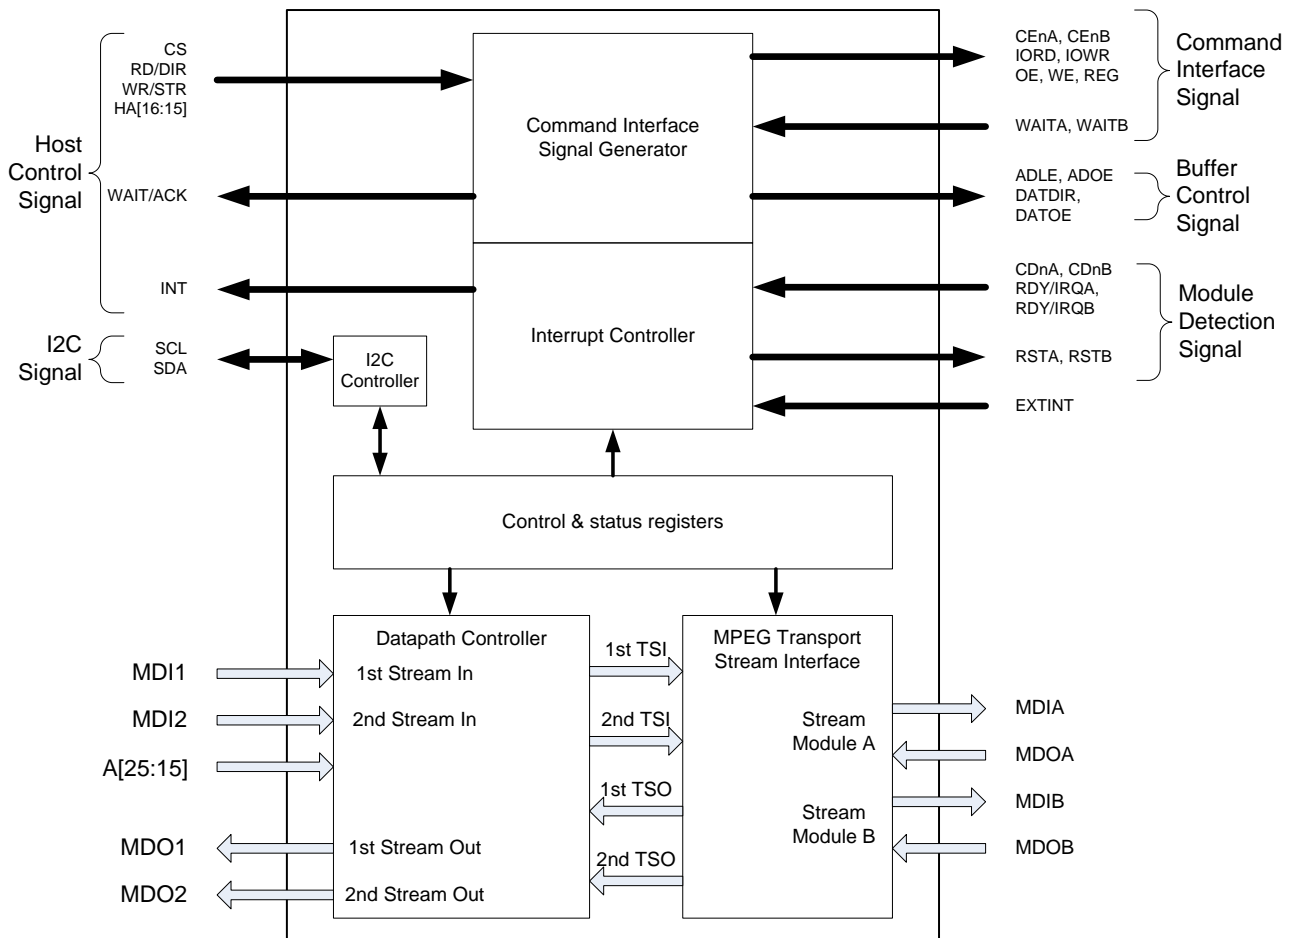 Host
Control
Signal
CS
RD/DIR
WR/STR
HA[16:15]
WAIT/ACK
INT
I2C
Signal
SCL
SDA
Command Interface
Signal Generator
Interrupt Controller
I2C
Controller
CEnA, CEnB
IORD, IOWR
OE, WE, REG
WAITA, WAITB
Command
Interface
Signal
ADLE, ADOE
DATDIR,
DATOE
Buffer
Control
Signal
CDnA, CDnB
RDY/IRQA,
RDY/IRQB
RSTA, RSTB
Module
Detection
Signal
EXTINT
Control & status registers
MDI1
MDI2
A[25:15]
MDO1
MDO2
Datapath Controller
1st Stream In
2nd Stream In
1st Stream Out
2nd Stream Out
1st TSI
2nd TSI
1st TSO
2nd TSO
MPEG Transport
Stream Interface
Stream
Module A
Stream
Module B
MDIA
MDOA
MDIB
MDOB